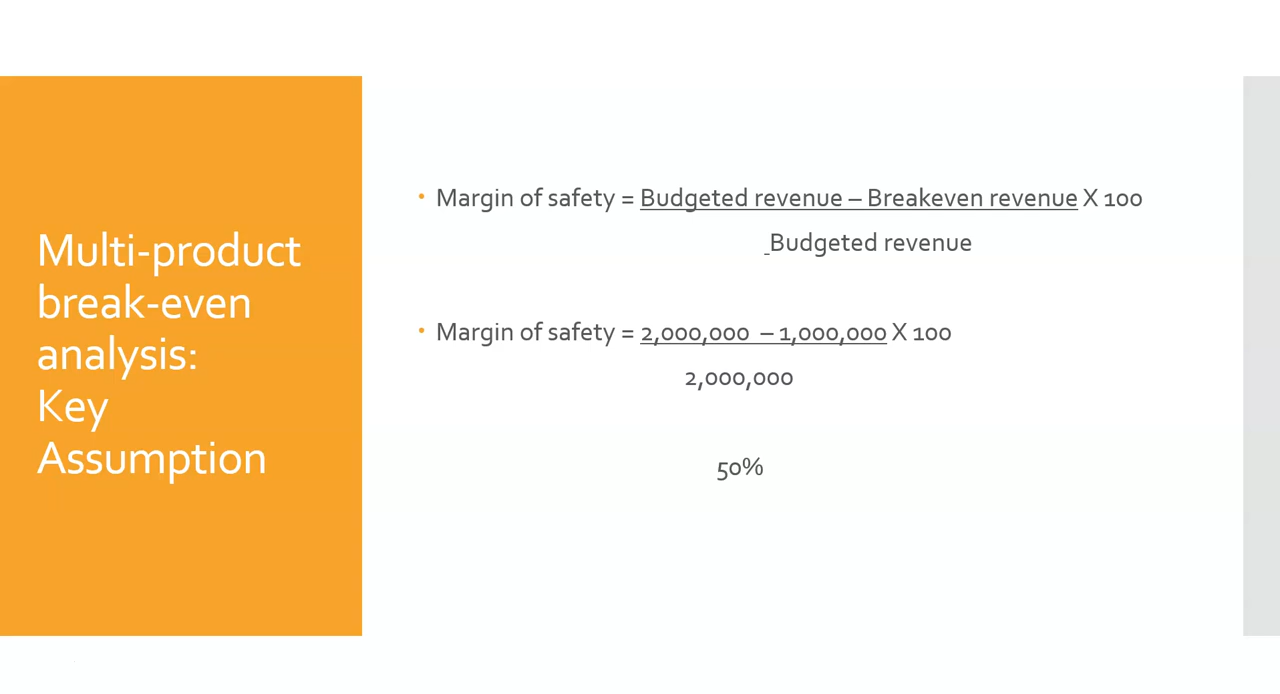 Multi-product
break-even
analysis:
Key
Assumption
• Margin of safety = Budgeted revenue – Breakeven revenue X 100
Budgeted revenue
• Margin of safety = 2,000,000 – 1,000,000 X 100
2,000,000
50%